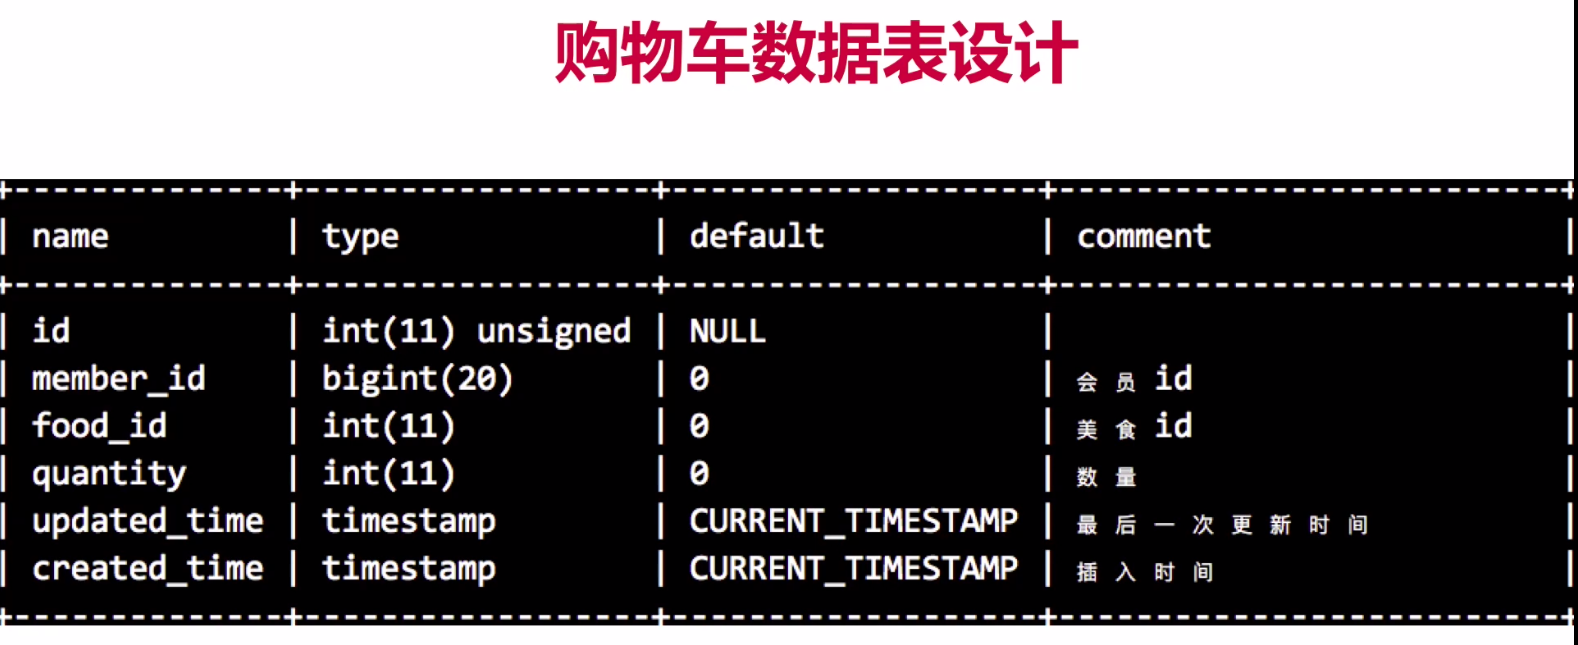 购物车数据表设计
+--------------+------------------+-------------------+--------------------------+
| name | type | default | comment |
+--------------+------------------+-------------------+--------------------------+
| id | int(11) unsigned | NULL | |
| member_id | bigint(20) | 0 | 会员 id |
| food_id | int(11) | 0 | 美食 id |
| quantity | int(11) | 0 | 数量 |
| updated_time | timestamp | CURRENT_TIMESTAMP | 最后一次更新时间 |
| created_time | timestamp | CURRENT_TIMESTAMP | 插入时间 |
+--------------+------------------+-------------------+--------------------------+